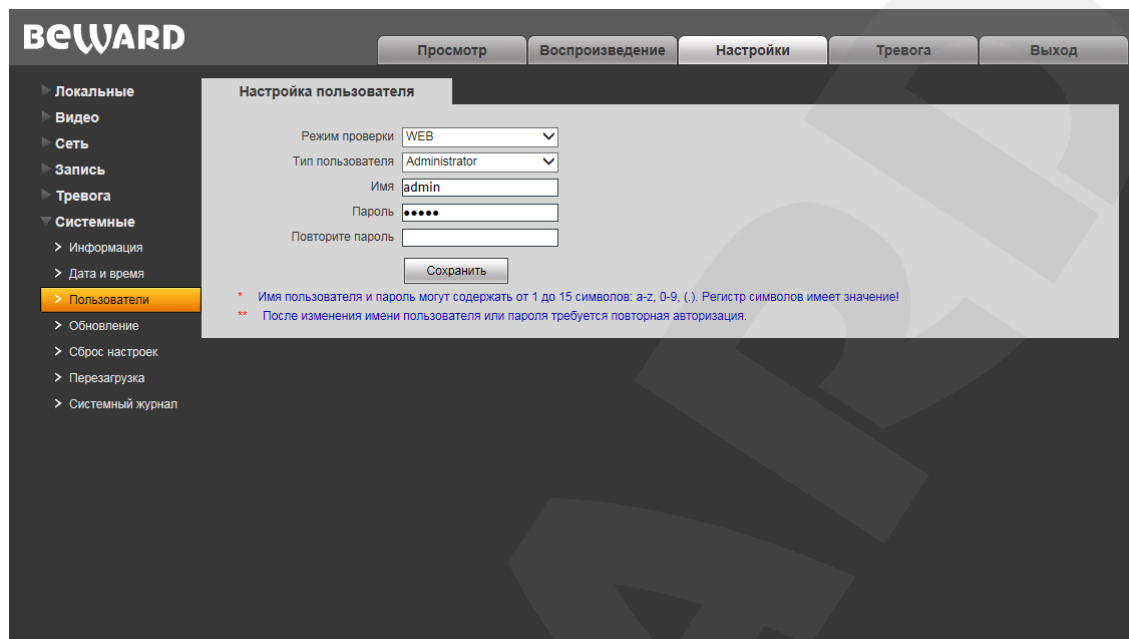 BEWARD
Просмотр
Воспроизведение
Настройки
Тревога
Выход
Локальные
Видео
Сеть
Запись
Тревога
Системные
Информация
Дата и время
Пользователи
Обновление
Сброс настроек
Перезагрузка
Системный журнал
Настройка пользователя
Режим проверки WEB
Тип пользователя Administrator
Имя admin
Пароль •••••
Повторите пароль
Сохранить
* Имя пользователя и пароль могут содержать от 1 до 15 символов: a-z, 0-9, (.). Регистр символов имеет значение!
** После изменения имени пользователя или пароля требуется повторная авторизация.